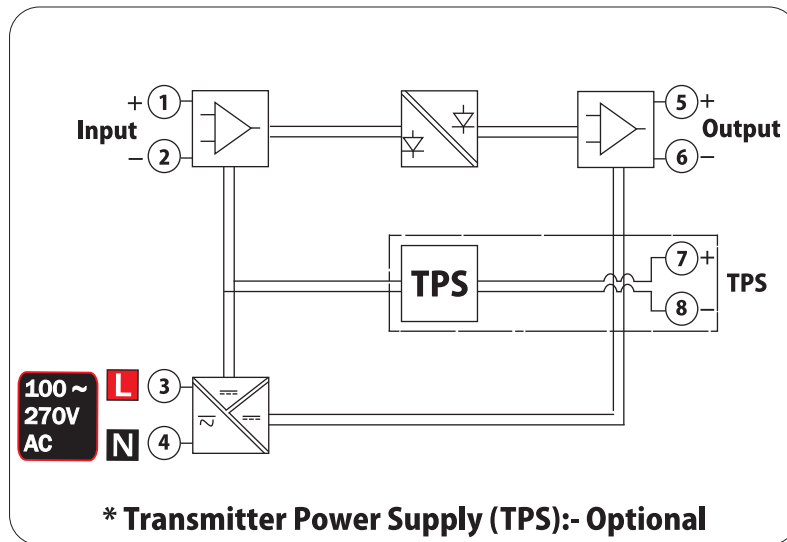 + 1
Input
− 2
5 +
Output
6 −
TPS
7 +
TPS
8 −
100 ~
270V
AC
L 3
N 4
* Transmitter Power Supply (TPS):- Optional